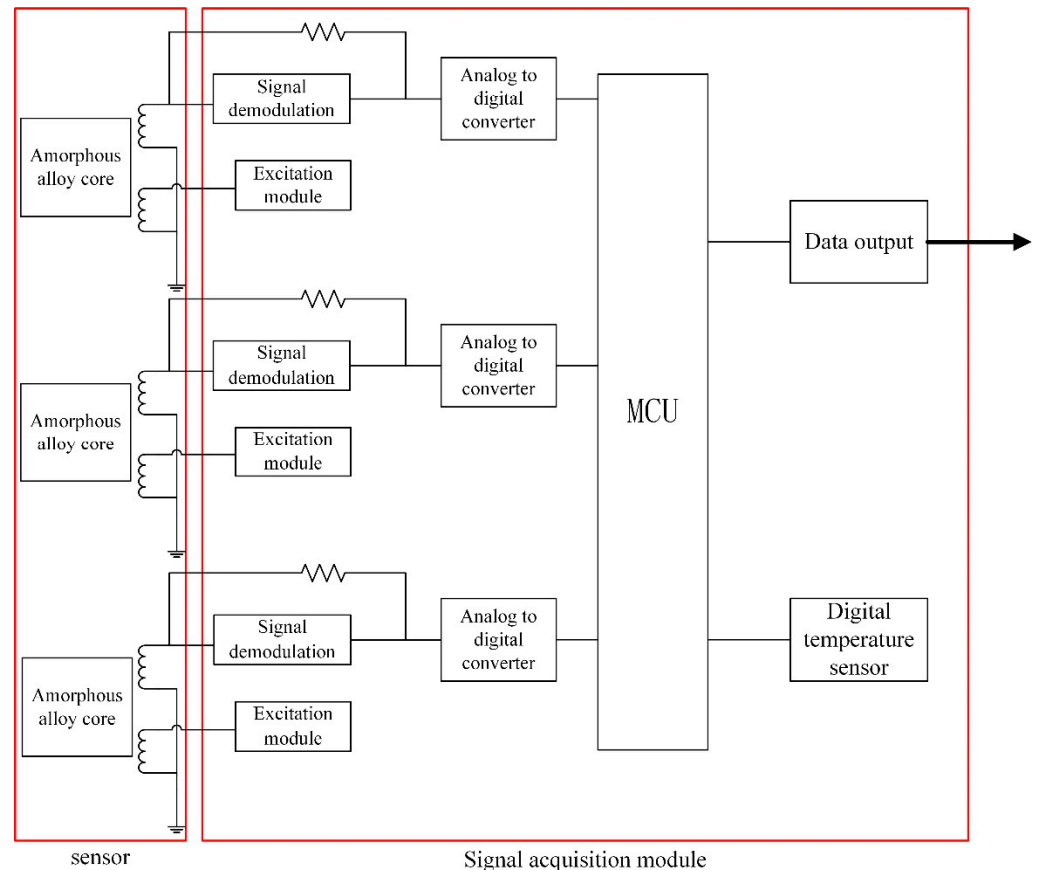 Signal
demodulation
Analog to
digital
converter
Amorphous
alloy core
Excitation
module
Data output
Signal
demodulation
Analog to
digital
converter
MCU
Amorphous
alloy core
Excitation
module
Signal
demodulation
Analog to
digital
converter
Digital
temperature
sensor
Amorphous
alloy core
Excitation
module
sensor
Signal acquisition module